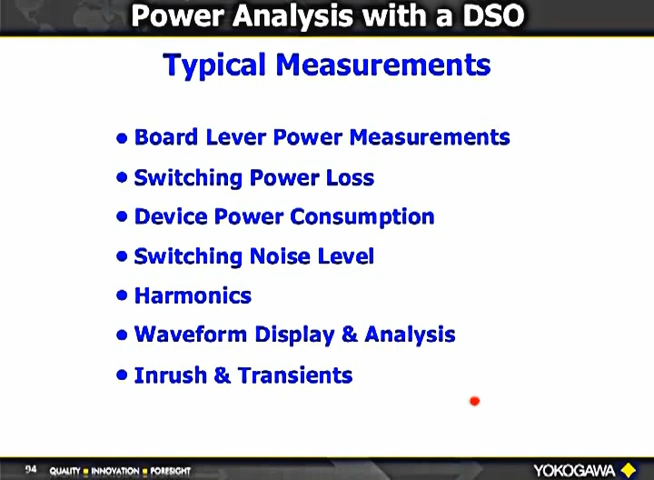 Power Analysis with a DSO
Typical Measurements
• Board Lever Power Measurements
• Switching Power Loss
• Device Power Consumption
• Switching Noise Level
• Harmonics
• Waveform Display & Analysis
• Inrush & Transients
94 QUALITY ■ INNOVATION ■ FORESIGHT YOKOGAWA